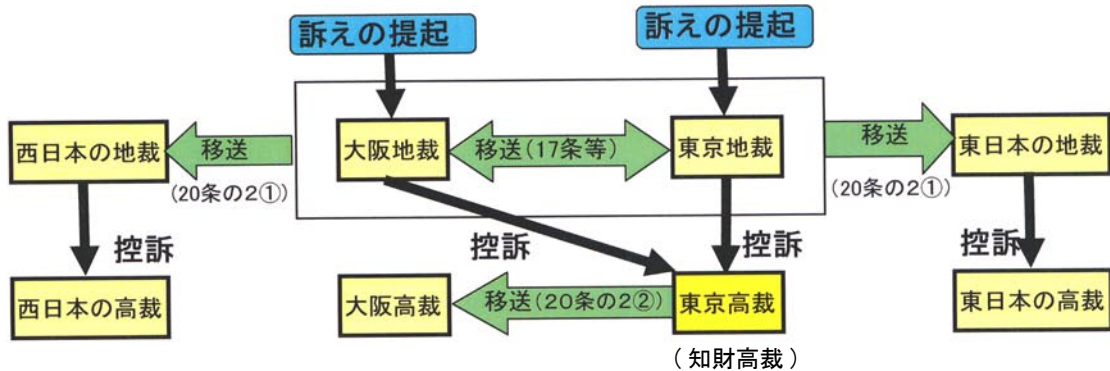 訴えの提起
訴えの提起
西日本の地裁
移送
大阪地裁
移送(17条等)
東京地裁
移送
東日本の地裁
(20条の2①)
(20条の2①)
控訴
控訴
控訴
控訴
西日本の高裁
大阪高裁
移送(20条の2②)
東京高裁
東日本の高裁
(知財高裁)